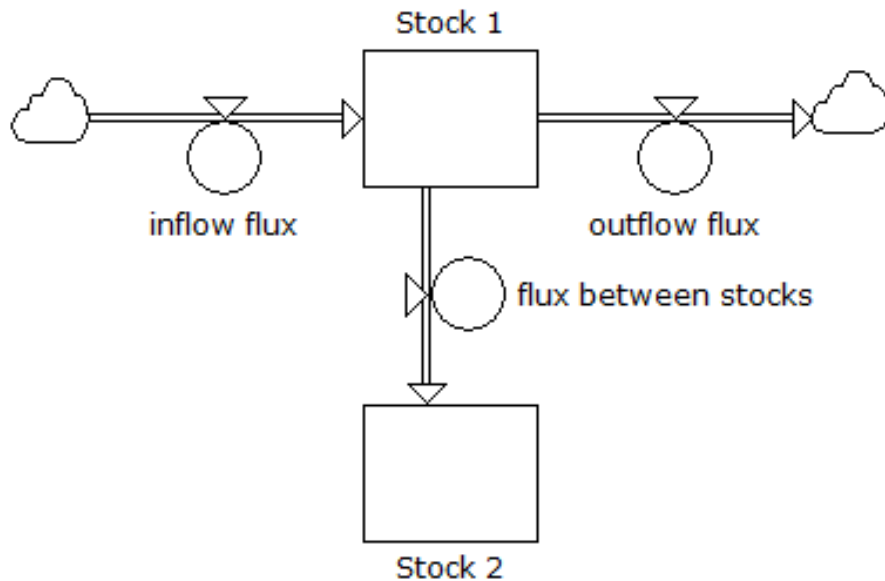 Stock 1
inflow flux
outflow flux
flux between stocks
Stock 2